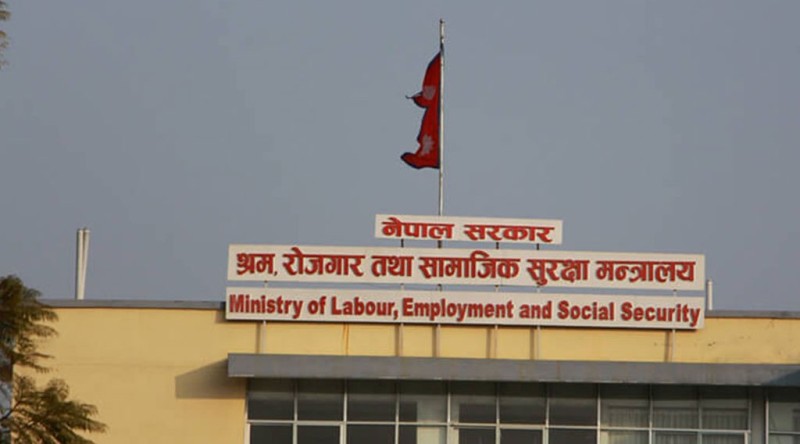 नेपाल सरकार
श्रम, रोजगार तथा सामाजिक सुरक्षा मन्त्रालय
Ministry of Labour, Employment and Social Security